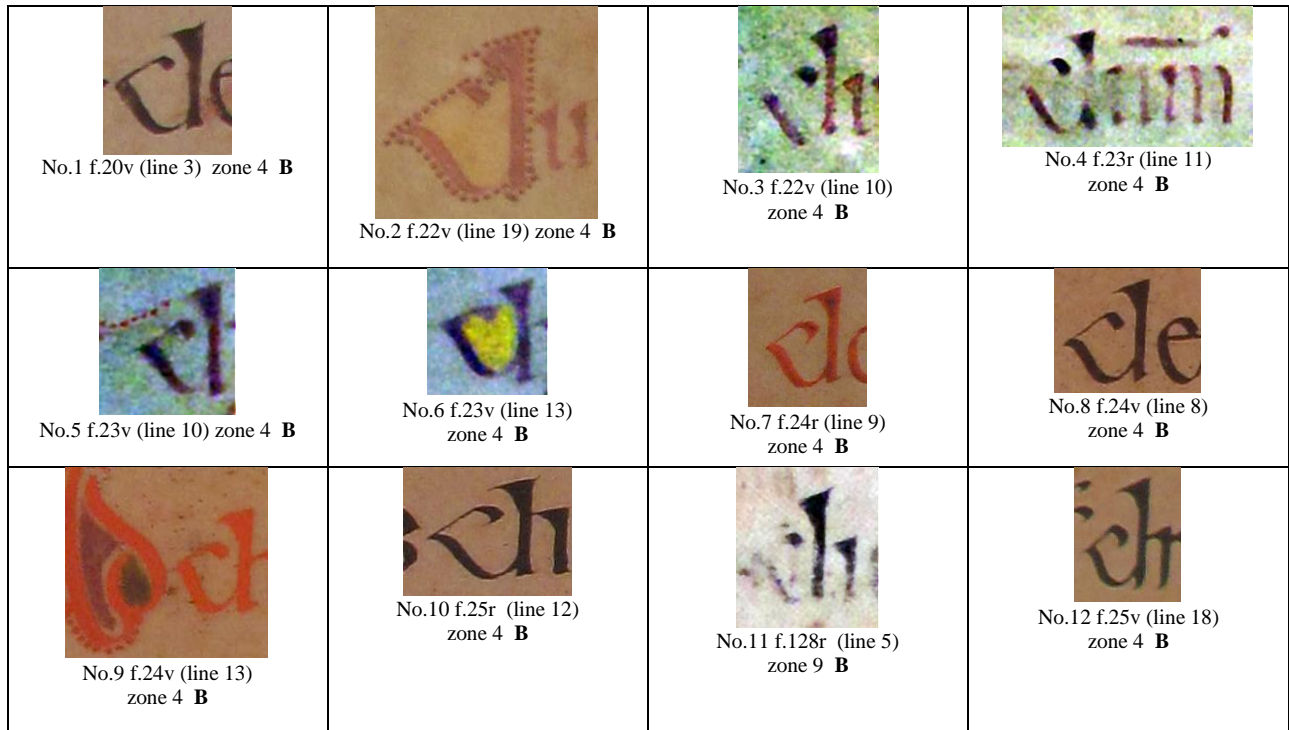 de
No.1 f.20v (line 3) zone 4 B
No.2 f.22v (line 19) zone 4 B
No.3 f.22v (line 10)
zone 4 B
No.4 f.23r (line 11)
zone 4 B
No.5 f.23v (line 10) zone 4 B
d
No.6 f.23v (line 13)
zone 4 B
No.7 f.24r (line 9)
zone 4 B
de
No.8 f.24v (line 8)
zone 4 B
No.9 f.24v (line 13)
zone 4 B
No.10 f.25r (line 12)
zone 4 B
No.11 f.128r (line 5)
zone 9 B
No.12 f.25v (line 18)
zone 4 B